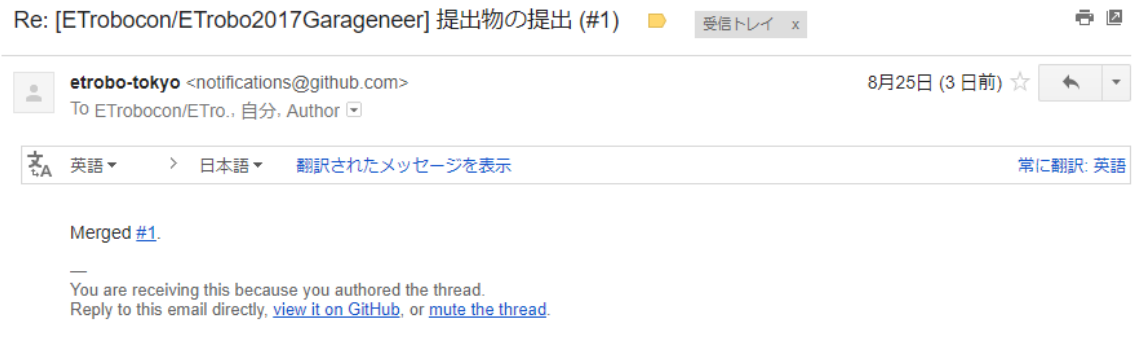 Re: [ETrobocon/ETrobo2017Garageneer] 提出物の提出 (#1) 受信トレイ x
etrobo-tokyo <notifications@github.com> 8月25日 (3 日前)
To ETrobocon/ETro., 自分, Author
英語 > 日本語 翻訳されたメッセージを表示 常に翻訳: 英語
Merged #1.
—
You are receiving this because you authored the thread.
Reply to this email directly, view it on GitHub, or mute the thread.